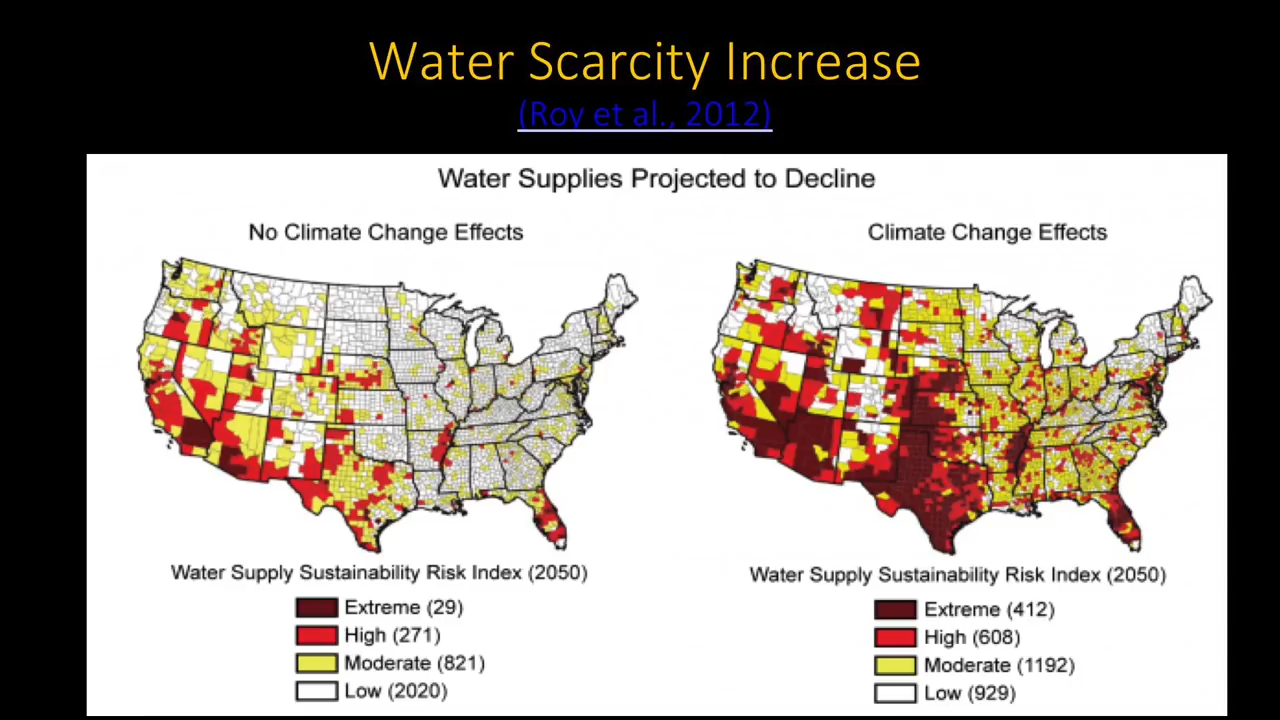 Water Scarcity Increase
(Roy et al., 2012)
Water Supplies Projected to Decline
No Climate Change Effects
Climate Change Effects
Water Supply Sustainability Risk Index (2050)
Extreme (29)
High (271)
Moderate (821)
Low (2020)
Water Supply Sustainability Risk Index (2050)
Extreme (412)
High (608)
Moderate (1192)
Low (929)